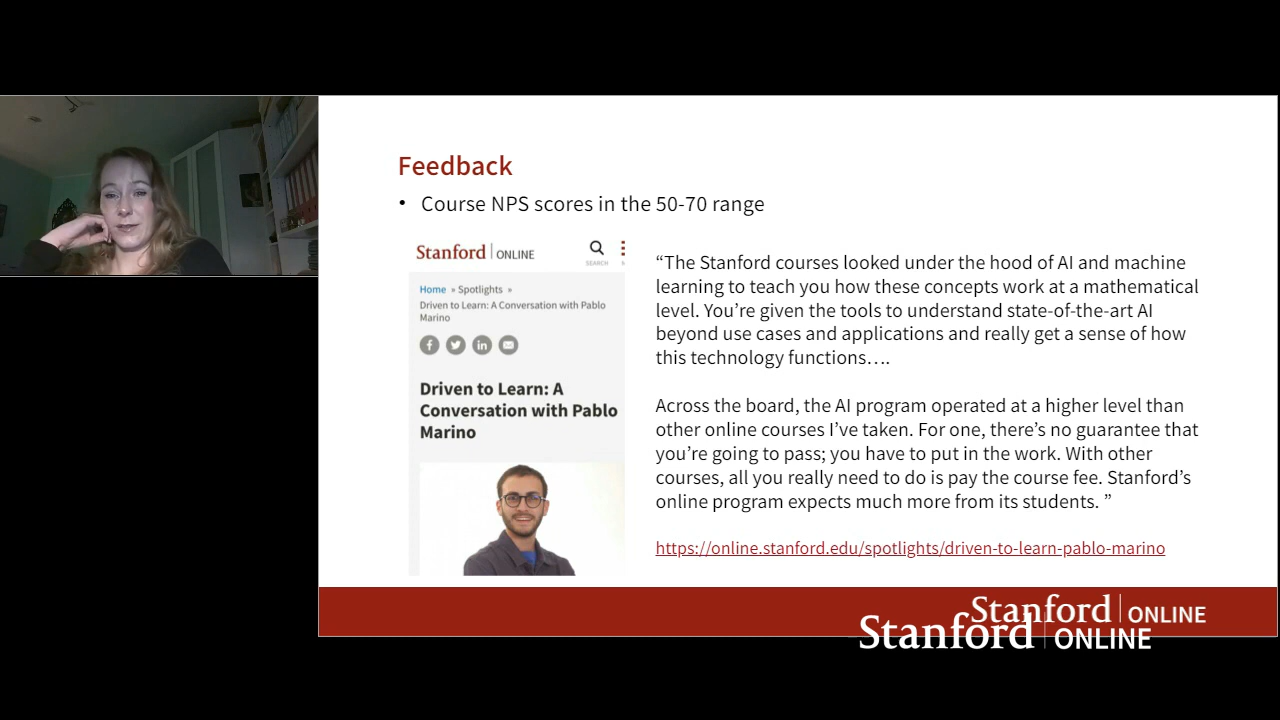 Feedback
• Course NPS scores in the 50-70 range
Stanford | ONLINE
SEARCH
Home » Spotlights »
Driven to Learn: A Conversation with Pablo
Marino
Driven to Learn: A
Conversation with Pablo
Marino
“The Stanford courses looked under the hood of AI and machine
learning to teach you how these concepts work at a mathematical
level. You’re given the tools to understand state-of-the-art AI
beyond use cases and applications and really get a sense of how
this technology functions….
Across the board, the AI program operated at a higher level than
other online courses I’ve taken. For one, there’s no guarantee that
you’re going to pass; you have to put in the work. With other
courses, all you really need to do is pay the course fee. Stanford’s
online program expects much more from its students. ”
https://online.stanford.edu/spotlights/driven-to-learn-pablo-marino
Stanford | ONLINE
Stanford | ONLINE